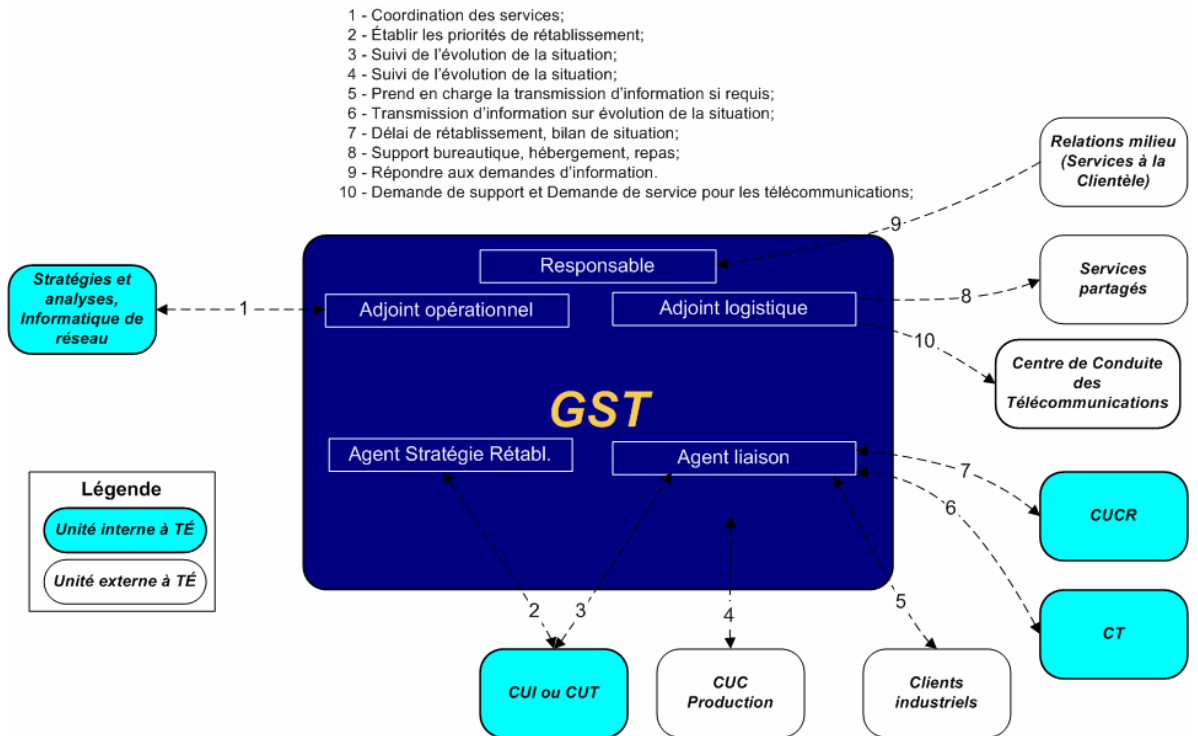 1 - Coordination des services;
2 - Établir les priorités de rétablissement;
3 - Suivi de l'évolution de la situation;
4 - Suivi de l'évolution de la situation;
5 - Prend en charge la transmission d'information si requis;
6 - Transmission d'information sur évolution de la situation;
7 - Délai de rétablissement, bilan de situation;
8 - Support bureautique, hébergement, repas;
9 - Répondre aux demandes d'information.
10 - Demande de support et Demande de service pour les télécommunications;
Relations milieu
(Services à la
Clientèle)
9
Responsable
Services
partagés
8
Stratégies et
analyses,
Informatique de
réseau
1
Adjoint opérationnel
Adjoint logistique
10
Centre de Conduite
des
Télécommunications
GST
Agent Stratégie Rétabl.
Agent liaison
7
6
CUCR
Légende
Unité interne à TÉ
Unité externe à TÉ
2
3
4
5
CT
CUI ou CUT
CUC
Production
Clients
industriels